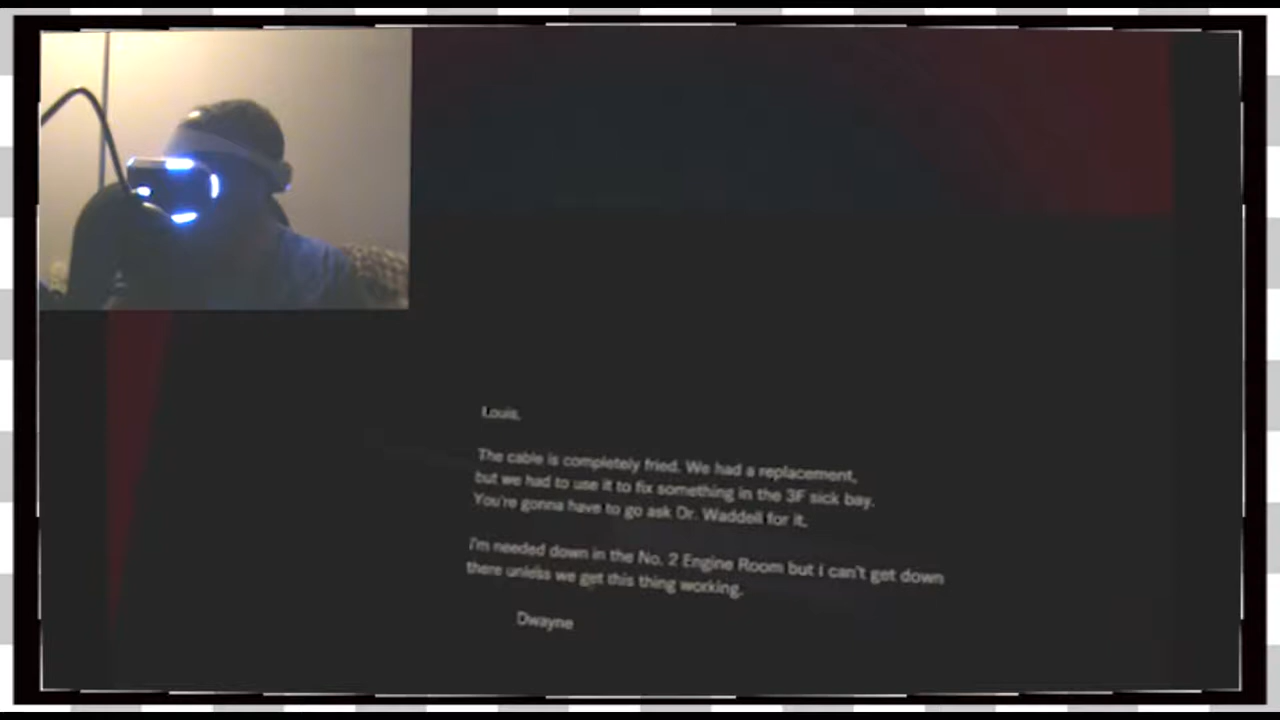 Louis,
The cable is completely fried. We had a replacement,
but we had to use it to fix something in the 3F sick bay.
You're gonna have to go ask Dr. Waddell for it.
I'm needed down in the No. 2 Engine Room but I can't get down
there unless we get this thing working.
Dwayne